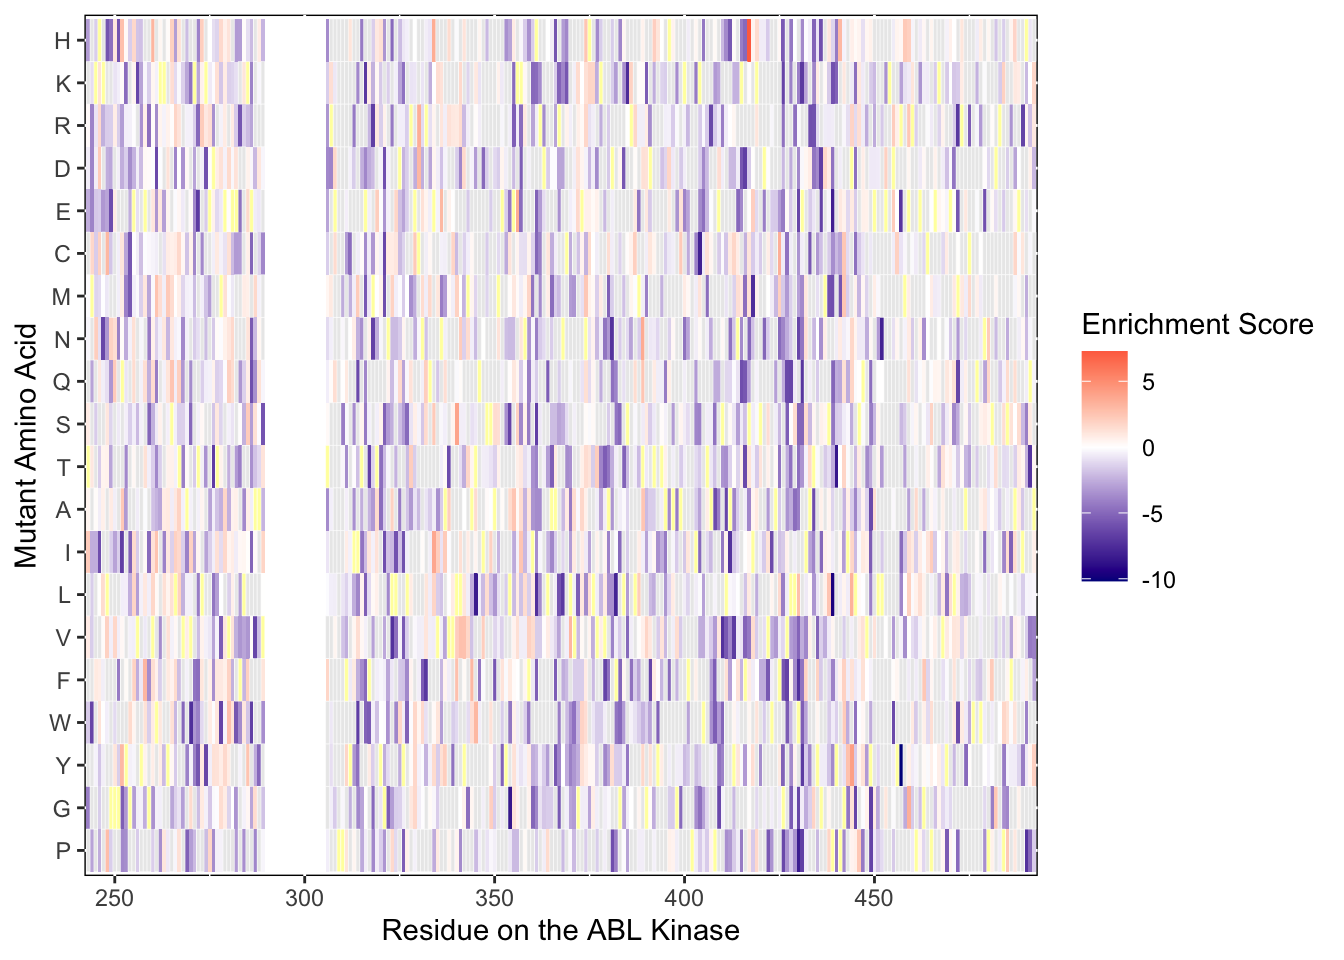 H
K
R
D
E
C
M
N
Q
S
T
A
I
L
V
F
W
Y
G
P
Mutant Amino Acid
250 300 350 400 450
Residue on the ABL Kinase
Enrichment Score
5
0
-5
-10